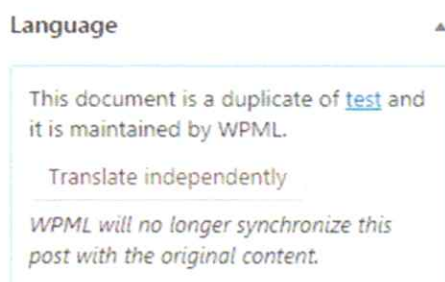 Language
This document is a duplicate of test and
it is maintained by WPML.
Translate independently
WPML will no longer synchronize this
post with the original content.